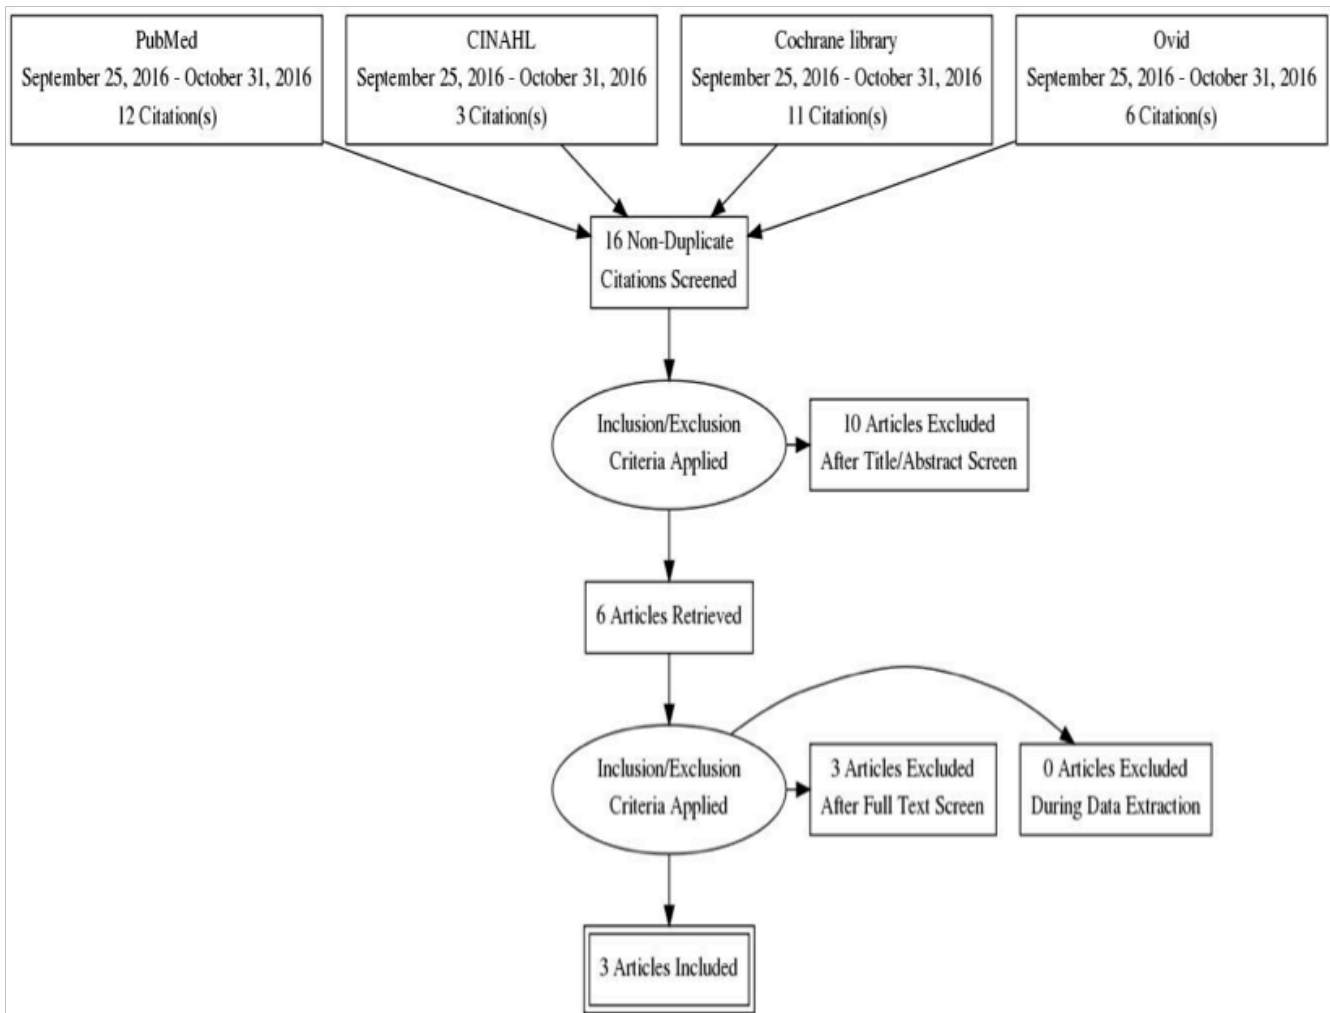 PubMed
September 25, 2016 - October 31, 2016
12 Citation(s)
CINAHL
September 25, 2016 - October 31, 2016
3 Citation(s)
Cochrane library
September 25, 2016 - October 31, 2016
11 Citation(s)
Ovid
September 25, 2016 - October 31, 2016
6 Citation(s)
16 Non-Duplicate
Citations Screened
Inclusion/Exclusion
Criteria Applied
10 Articles Excluded
After Title/Abstract Screen
6 Articles Retrieved
Inclusion/Exclusion
Criteria Applied
3 Articles Excluded
After Full Text Screen
0 Articles Excluded
During Data Extraction
3 Articles Included